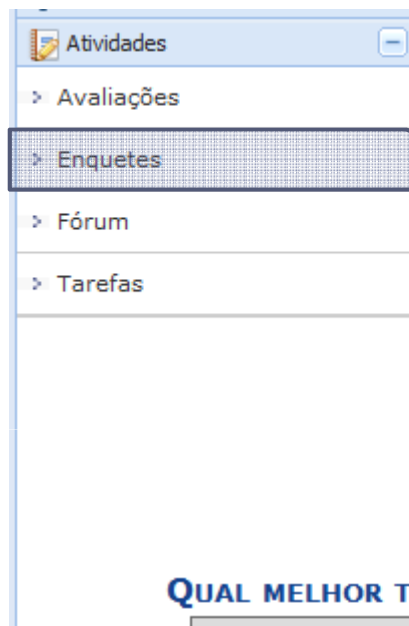 Atividades
Avaliações
Enquetes
Fórum
Tarefas
QUAL MELHOR T